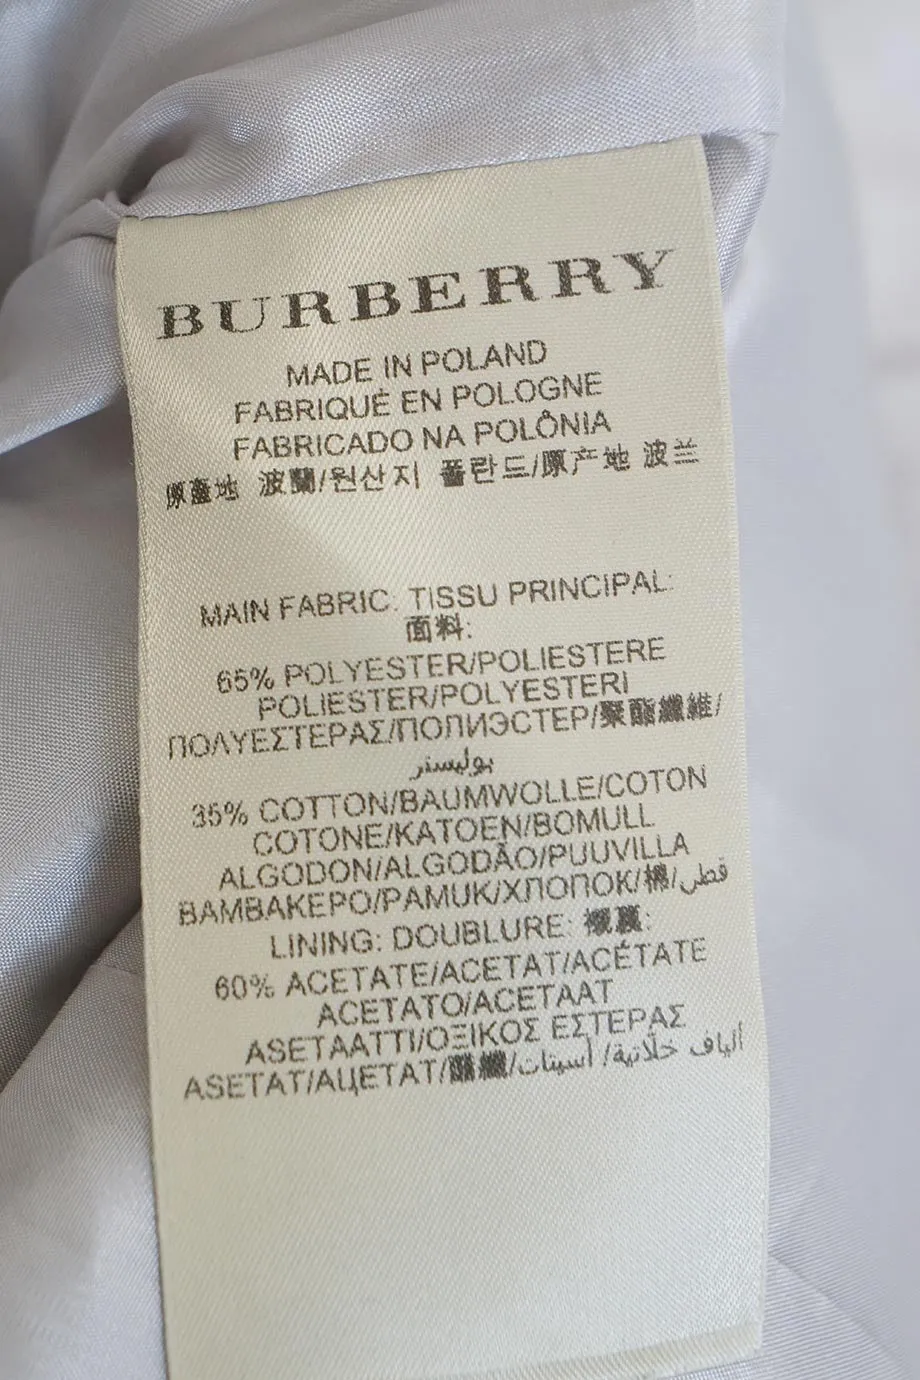 BURBERRY
MADE IN POLAND
FABRIQUÉ EN POLOGNE
FABRICADO NA POLÔNIA
原產地 波蘭/원산지 폴란드/原产地 波兰
MAIN FABRIC: TISSU PRINCIPAL:
面料:
65% POLYESTER/POLIESTERE
POLIESTER/POLYESTERI
ΠΟΛΥΕΣΤΕΡΑΣ/ПОЛИЭСТЕР/聚酯纖維/
بوليستر
35% COTTON/BAUMWOLLE/COTON
COTONE/KATOEN/BOMULL
ALGODON/ALGODÃO/PUUVILLA
ΒΑΜΒΑΚΕΡΟ/PAMUK/ХЛОПОК/棉/قطن
LINING: DOUBLURE: 襯裏:
60% ACETATE/ACETAT/ACÉTATE
ACETATO/ACETAAT
ASETAATTI/ΟΞΙΚΟΣ ΕΣΤΕΡΑΣ
ASETAT/АЦЕТАТ/醋纖/أسيتات/ ألياف خلّاتية